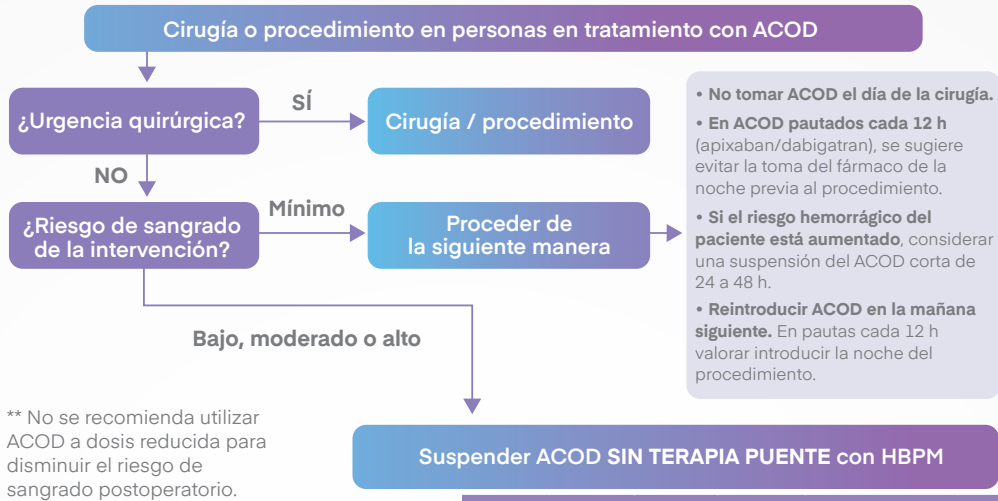 Cirugía o procedimiento en personas en tratamiento con ACOD
¿Urgencia quirúrgica?
SÍ
Cirugía / procedimiento
NO
¿Riesgo de sangrado
de la intervención?
Mínimo
Proceder de
la siguiente manera
• No tomar ACOD el día de la cirugía.
• En ACOD pautados cada 12 h
(apixaban/dabigatran), se sugiere
evitar la toma del fármaco de la
noche previa al procedimiento.
• Si el riesgo hemorrágico del
paciente está aumentado, considerar
una suspensión del ACOD corta de
24 a 48 h.
• Reintroducir ACOD en la mañana
siguiente. En pautas cada 12 h
valorar introducir la noche del
procedimiento.
Bajo, moderado o alto
** No se recomienda utilizar
ACOD a dosis reducida para
disminuir el riesgo de
sangrado postoperatorio.
Suspender ACOD SIN TERAPIA PUENTE con HBPM